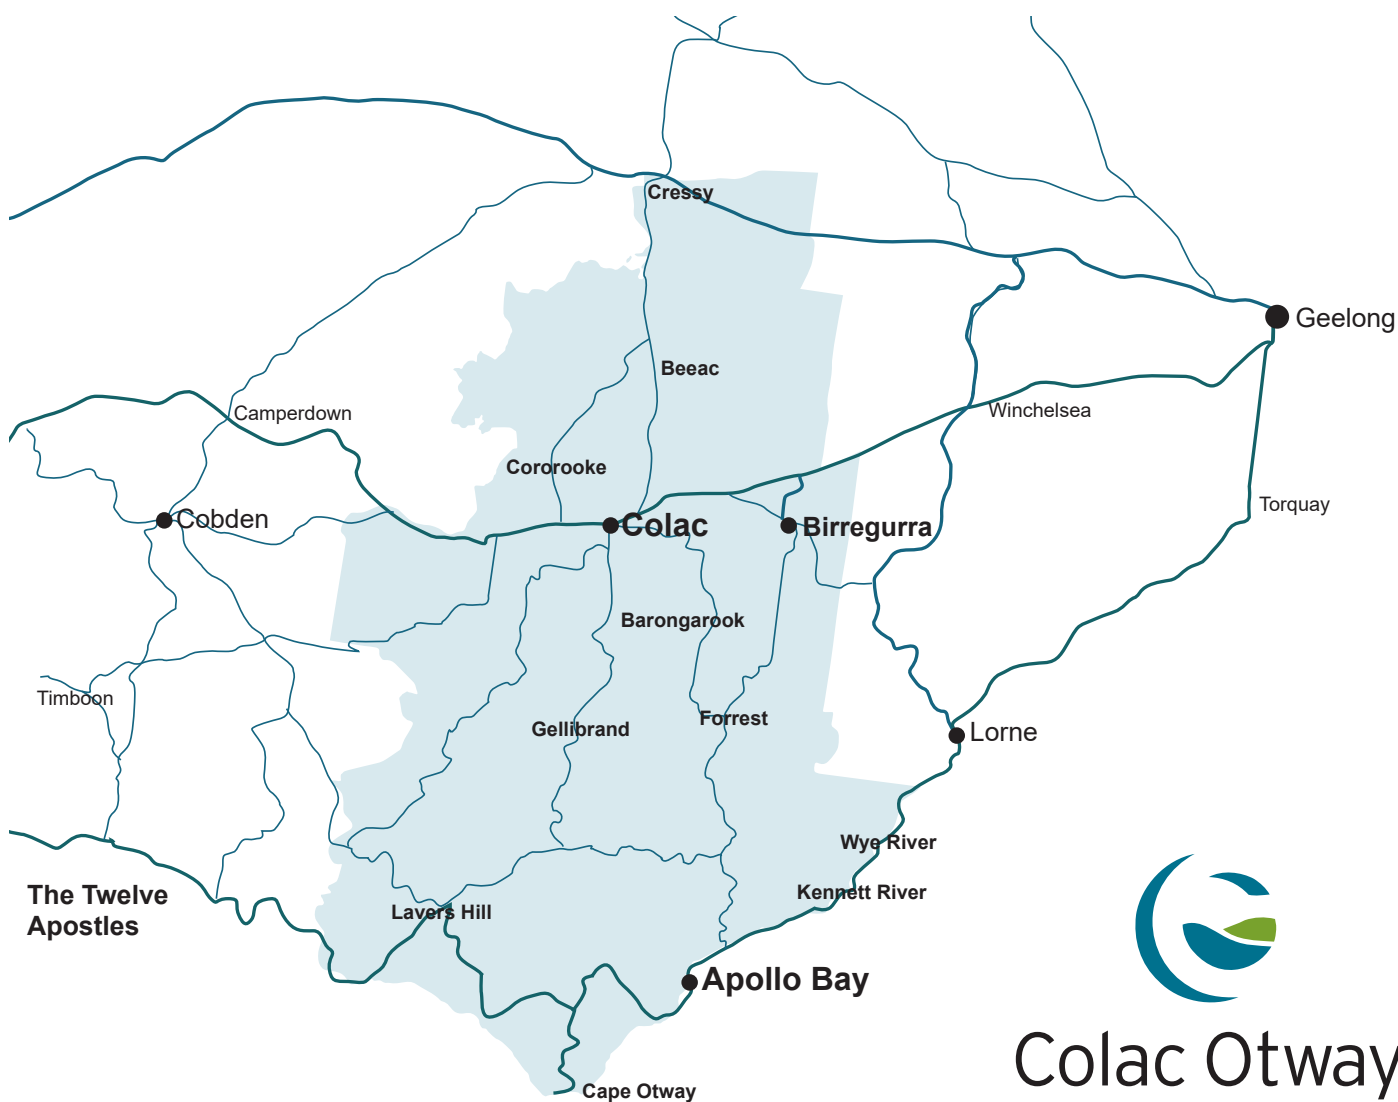 Cressy
Geelong
Beeac
Camperdown
Winchelsea
Cororooke
Torquay
Cobden
Colac
Birregurra
Barongarook
Timboon
Forrest
Gellibrand
Lorne
Wye River
Kennett River
The Twelve
Apostles
Lavers Hill
Apollo Bay
Colac Otway
Cape Otway